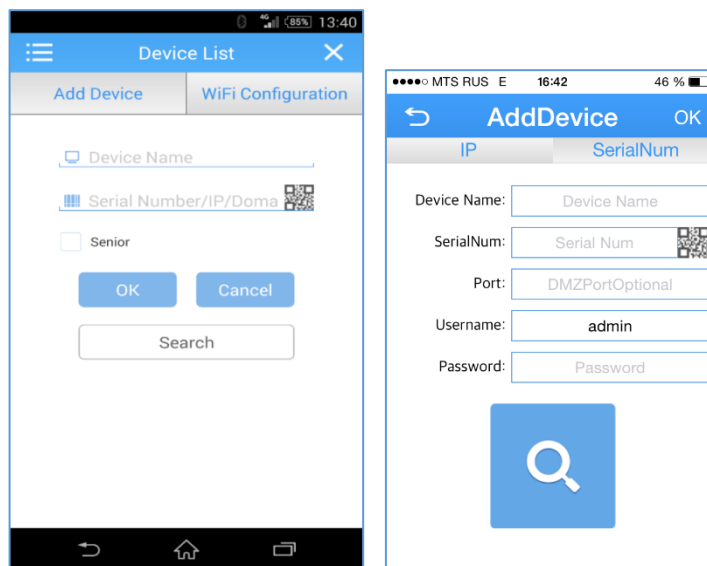 4G 85% 13:40
Device List
Add Device WiFi Configuration
Device Name
Serial Number/IP/Doma
Senior
OK Cancel
Search
MTS RUS E 16:42 46 %
AddDevice OK
IP SerialNum
Device Name: Device Name
SerialNum: Serial Num
Port: DMZPortOptional
Username: admin
Password: Password